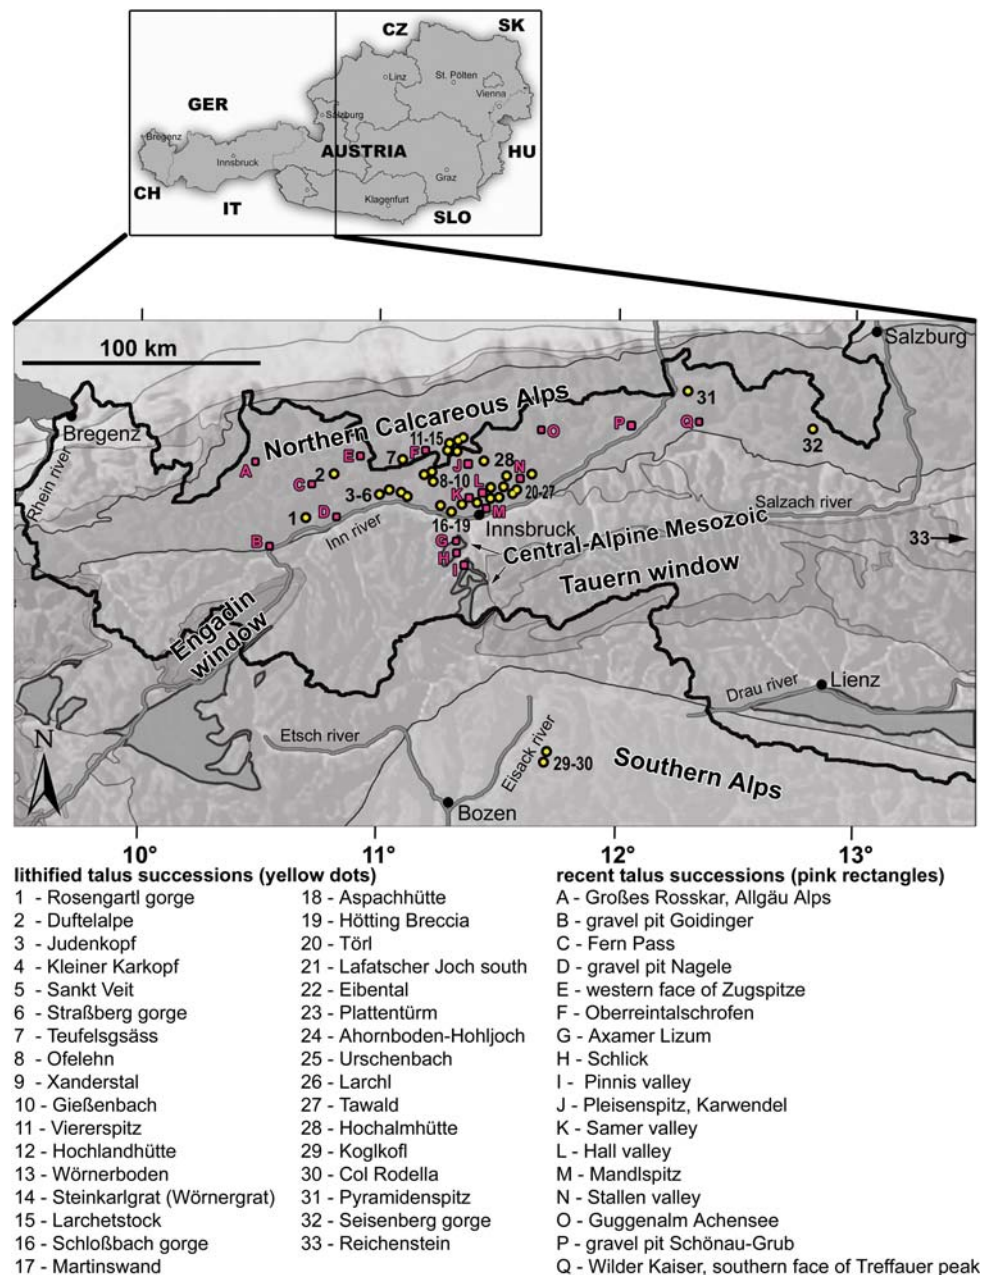 CZ
SK
Linz
St. Pölten
Vienna
GER
Salzburg
Bregenz
Innsbruck
AUSTRIA
HU
Graz
CH
IT
Klagenfurt
SLO
100 km
Salzburg
Bregenz
Northern Calcareous Alps
31
P
Q
O
32
11-15
F
E
7
A
J
28
N
C
2
8-10
L
Rhein river
3-6
K
20-27
D
1
M
Salzach river
Inn river
16-19
Innsbruck
B
G
Central-Alpine Mesozoic
33
H
I
Tauern window
Engadin
window
Lienz
Drau river
N
Etsch river
Eisack river
29-30
Southern Alps
Bozen
10°
11°
12°
13°
lithified talus successions (yellow dots)
1 - Rosengartl gorge
2 - Duftelalpe
3 - Judenkopf
4 - Kleiner Karkopf
5 - Sankt Veit
6 - Straßberg gorge
7 - Teufelsgsäss
8 - Ofelehn
9 - Xanderstal
10 - Gießenbach
11 - Viererspitz
12 - Hochlandhütte
13 - Wörnerboden
14 - Steinkarlgrat (Wörnergrat)
15 - Larchetstock
16 - Schloßbach gorge
17 - Martinswand
18 - Aspachhütte
19 - Hötting Breccia
20 - Törl
21 - Lafatscher Joch south
22 - Eibental
23 - Plattentürm
24 - Ahornboden-Hohljoch
25 - Urschenbach
26 - Larchl
27 - Tawald
28 - Hochalmhütte
29 - Koglkofl
30 - Col Rodella
31 - Pyramidenspitz
32 - Seisenberg gorge
33 - Reichenstein
recent talus successions (pink rectangles)
A - Großes Rosskar, Allgäu Alps
B - gravel pit Goidinger
C - Fern Pass
D - gravel pit Nagele
E - western face of Zugspitze
F - Oberreintalschrofen
G - Axamer Lizum
H - Schlick
I - Pinnis valley
J - Pleisenspitz, Karwendel
K - Samer valley
L - Hall valley
M - Mandlspitz
N - Stallen valley
O - Guggenalm Achensee
P - gravel pit Schönau-Grub
Q - Wilder Kaiser, southern face of Treffauer peak